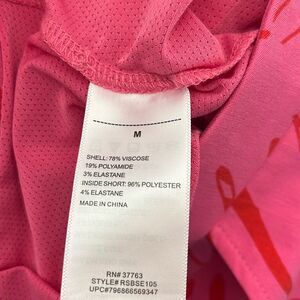 M
SHELL: 78% VISCOSE
19% POLYAMIDE
3% ELASTANE
INSIDE SHORT: 96% POLYESTER
4% ELASTANE
MADE IN CHINA
RN# 37763
STYLE# RSBSE105
UPC#796866569347